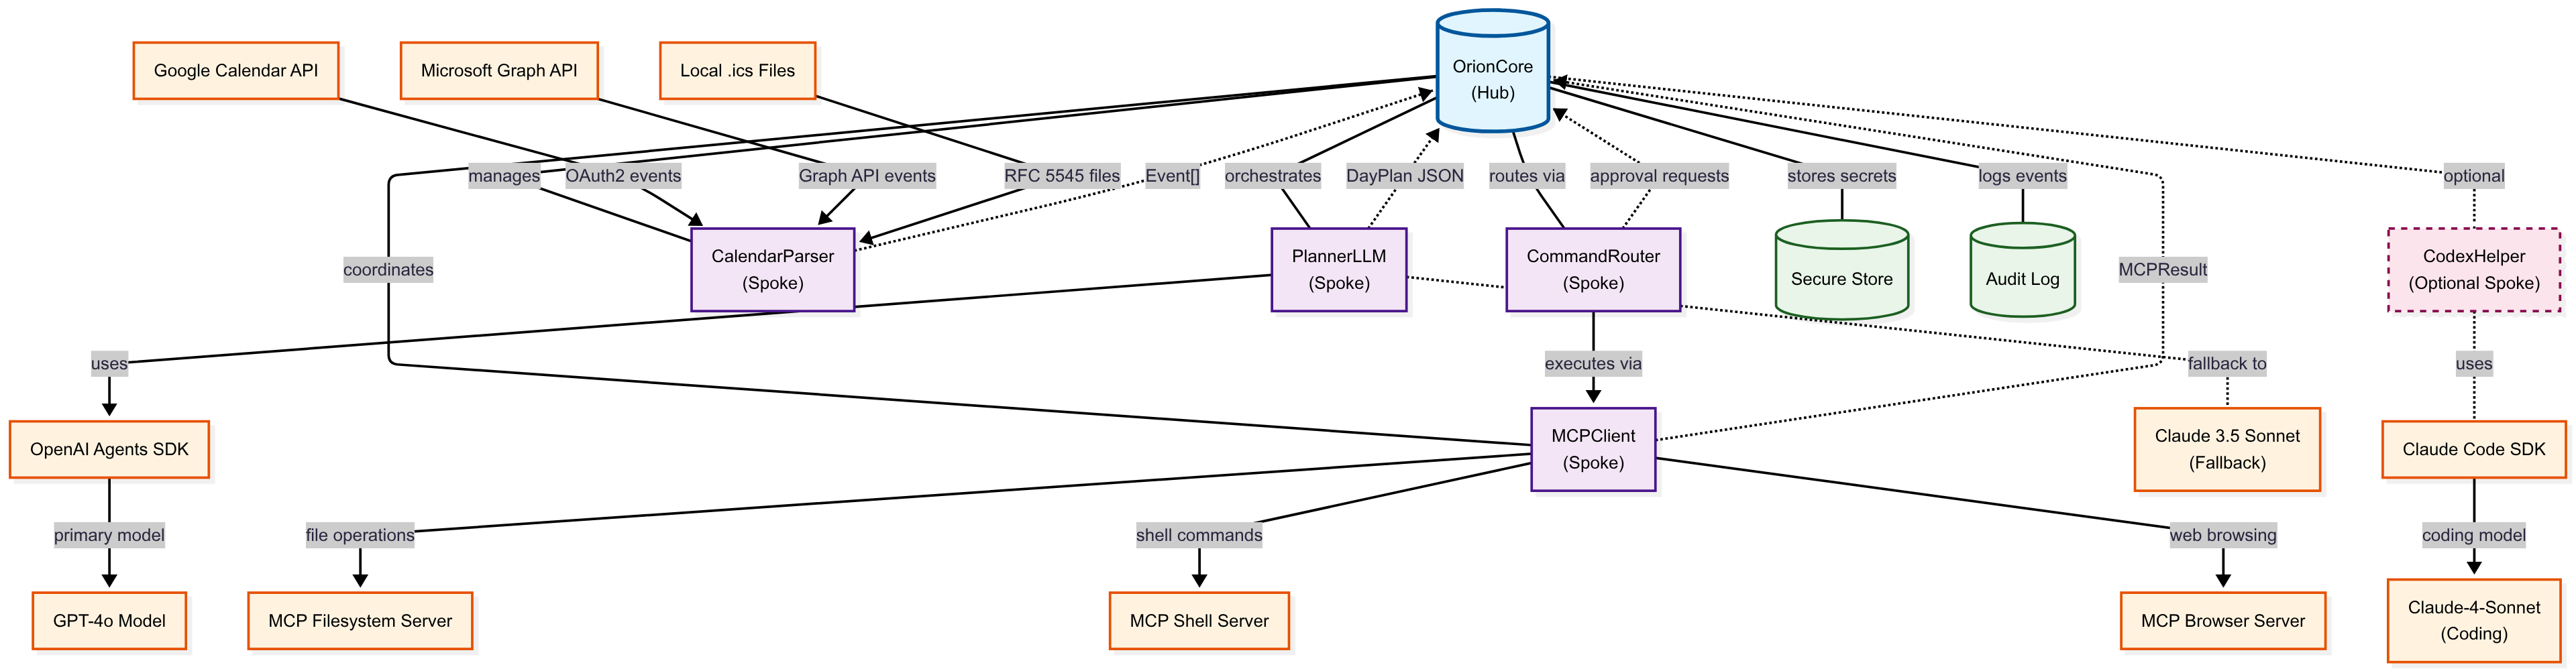 Google Calendar API
Microsoft Graph API
Local .ics Files
OrionCore
(Hub)
manages
OAuth2 events
Graph API events
RFC 5545 files
Event[]
orchestrates
DayPlan JSON
routes via
approval requests
stores secrets
logs events
optional
coordinates
CalendarParser
(Spoke)
PlannerLLM
(Spoke)
CommandRouter
(Spoke)
Secure Store
Audit Log
MCPResult
CodexHelper
(Optional Spoke)
uses
executes via
fallback to
uses
OpenAI Agents SDK
MCPClient
(Spoke)
Claude 3.5 Sonnet
(Fallback)
Claude Code SDK
primary model
file operations
shell commands
web browsing
coding model
GPT-4o Model
MCP Filesystem Server
MCP Shell Server
MCP Browser Server
Claude-4-Sonnet
(Coding)